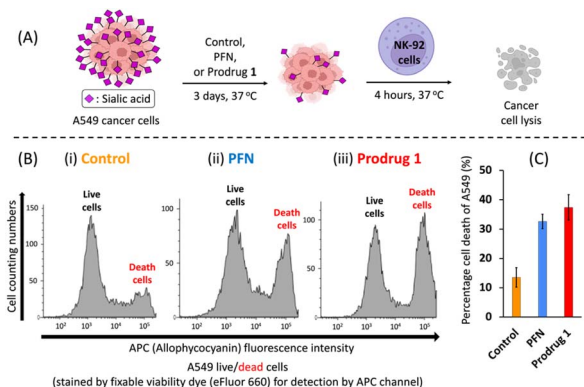 (A)
Control,
PFN,
or Prodrug 1
3 days, 37 °C
NK-92
cells
4 hours, 37 °C
: Sialic acid
A549 cancer cells
Cancer
cell lysis
(B)
(i) Control
(ii) PFN
(iii) Prodrug 1
(C)
Cell counting numbers
150
100
50
Live
cells
Death
cells
10² 10³ 10⁴ 10⁵
100
50
Live
cells
Death
cells
10² 10³ 10⁴ 10⁵
100
50
Live
cells
Death
cells
10² 10³ 10⁴ 10⁵
APC (Allophycocyanin) fluorescence intensity
A549 live/dead cells
(stained by fixable viability dye (eFluor 660) for detection by APC channel)
Percentage cell death of A549 (%)
50
40
30
20
10
0
Control
PFN
Prodrug 1